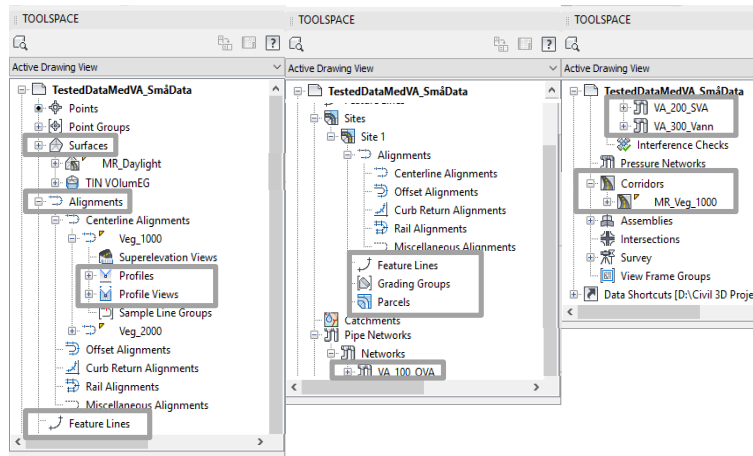 TOOLSPACE
Active Drawing View
TestedDataMedVA_SmåData
Points
Point Groups
Surfaces
MR_Daylight
TIN VOlumEG
Alignments
Centerline Alignments
Veg_1000
Superelevation Views
Profiles
Profile Views
Sample Line Groups
Veg_2000
Offset Alignments
Curb Return Alignments
Rail Alignments
Miscellaneous Alignments
Feature Lines
TOOLSPACE
Active Drawing View
TestedDataMedVA_SmåData
Sites
Site 1
Alignments
Centerline Alignments
Offset Alignments
Curb Return Alignments
Rail Alignments
Miscellaneous Alignments
Feature Lines
Grading Groups
Parcels
Catchments
Pipe Networks
Networks
VA_100_OVA
TOOLSPACE
Active Drawing View
TestedDataMedVA_SmåData
VA_200_SVA
VA_300_Vann
Interference Checks
Pressure Networks
Corridors
MR_Veg_1000
Assemblies
Intersections
Survey
View Frame Groups
Data Shortcuts [D:\Civil 3D Proje